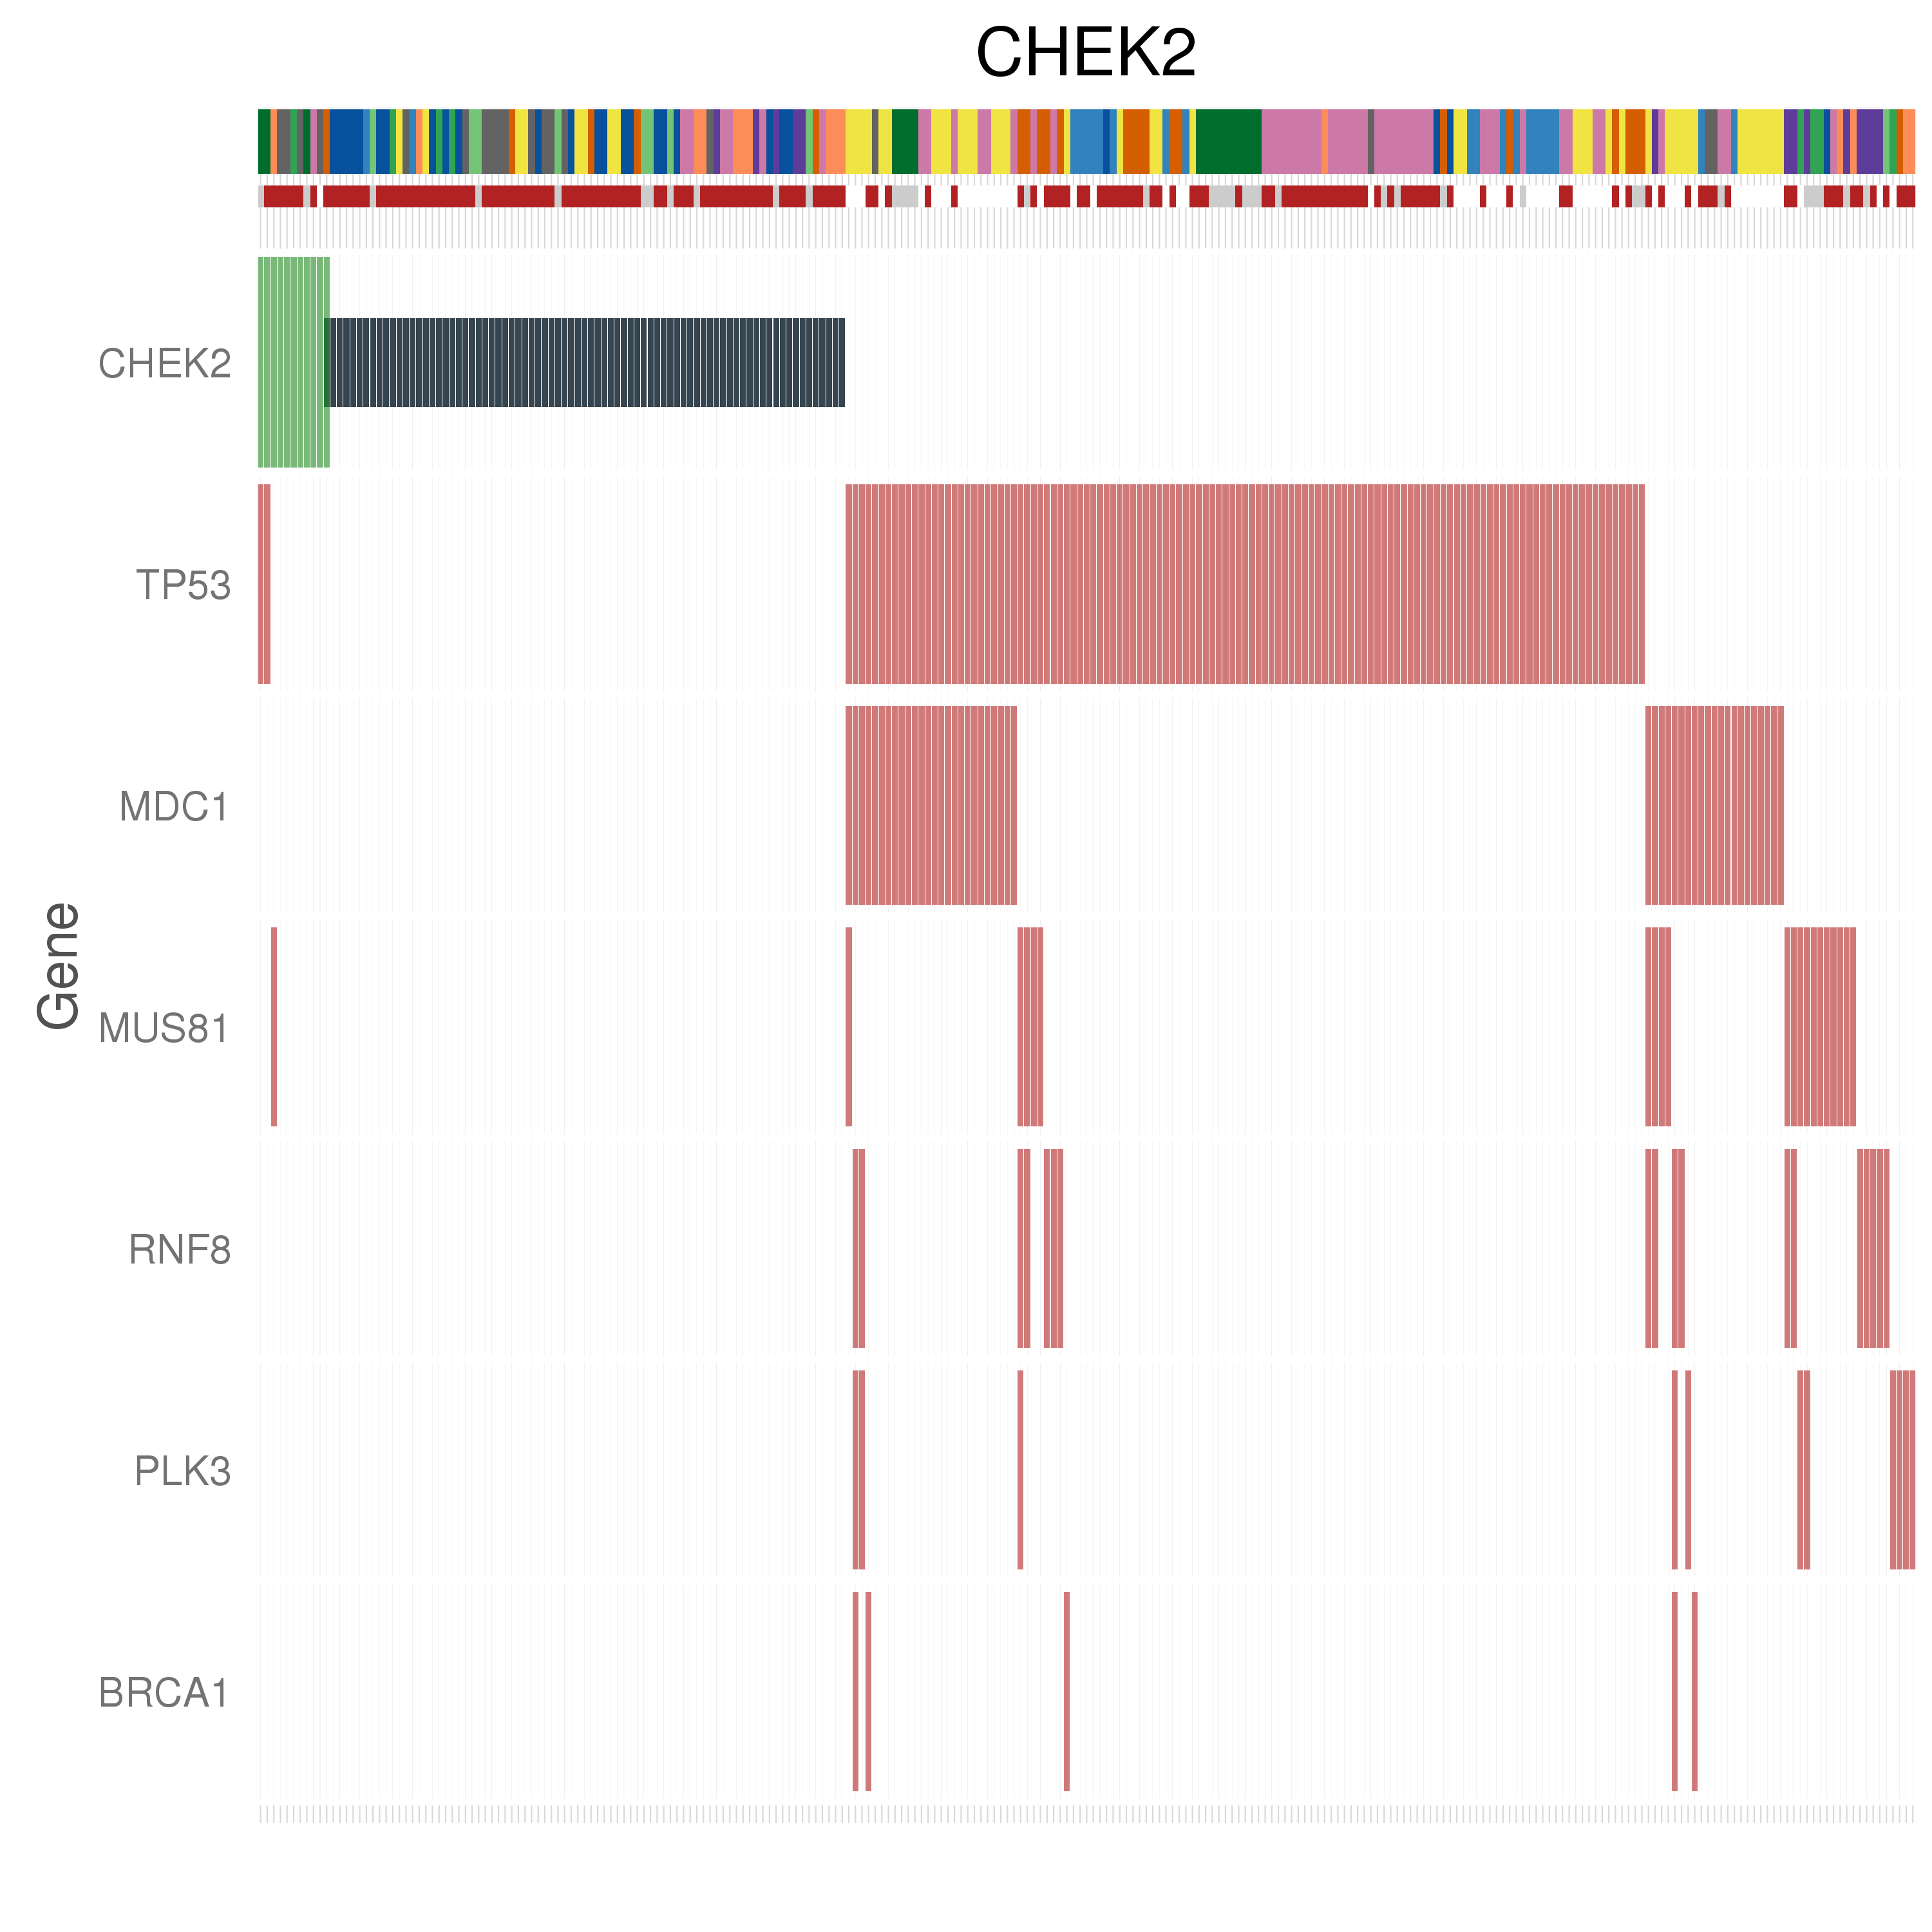 CHEK2
CHEK2
TP53
MDC1
Gene
MUS81
RNF8
PLK3
BRCA1